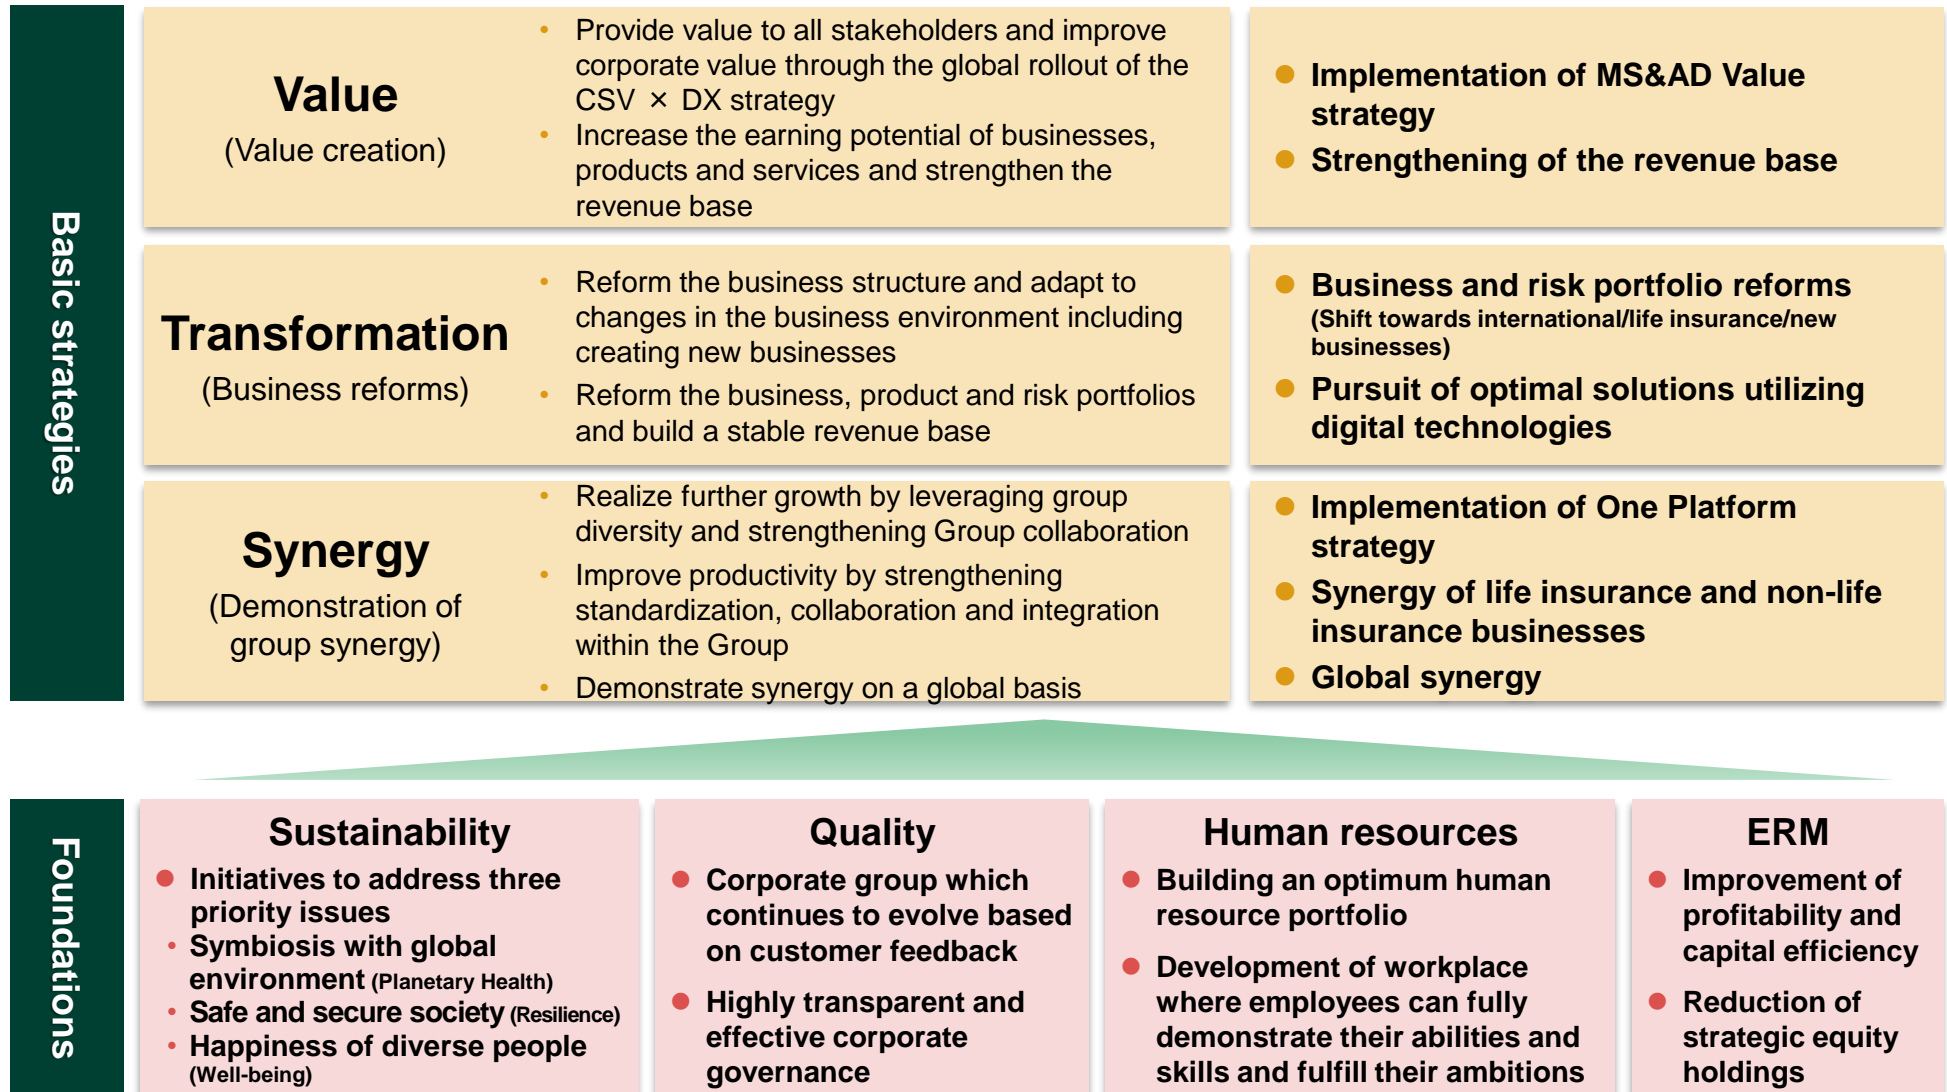 Basic strategies
Value
(Value creation)
• Provide value to all stakeholders and improve
corporate value through the global rollout of the
CSV × DX strategy
• Increase the earning potential of businesses,
products and services and strengthen the
revenue base
● Implementation of MS&AD Value
strategy
● Strengthening of the revenue base
Transformation
(Business reforms)
• Reform the business structure and adapt to
changes in the business environment including
creating new businesses
• Reform the business, product and risk portfolios
and build a stable revenue base
● Business and risk portfolio reforms
(Shift towards international/life insurance/new
businesses)
● Pursuit of optimal solutions utilizing
digital technologies
Synergy
(Demonstration of
group synergy)
• Realize further growth by leveraging group
diversity and strengthening Group collaboration
• Improve productivity by strengthening
standardization, collaboration and integration
within the Group
• Demonstrate synergy on a global basis
● Implementation of One Platform
strategy
● Synergy of life insurance and non-life
insurance businesses
● Global synergy
Foundations
Sustainability
● Initiatives to address three
priority issues
• Symbiosis with global
environment (Planetary Health)
• Safe and secure society (Resilience)
• Happiness of diverse people
(Well-being)
Quality
● Corporate group which
continues to evolve based
on customer feedback
● Highly transparent and
effective corporate
governance
Human resources
● Building an optimum human
resource portfolio
● Development of workplace
where employees can fully
demonstrate their abilities and
skills and fulfill their ambitions
ERM
● Improvement of
profitability and
capital efficiency
● Reduction of
strategic equity
holdings